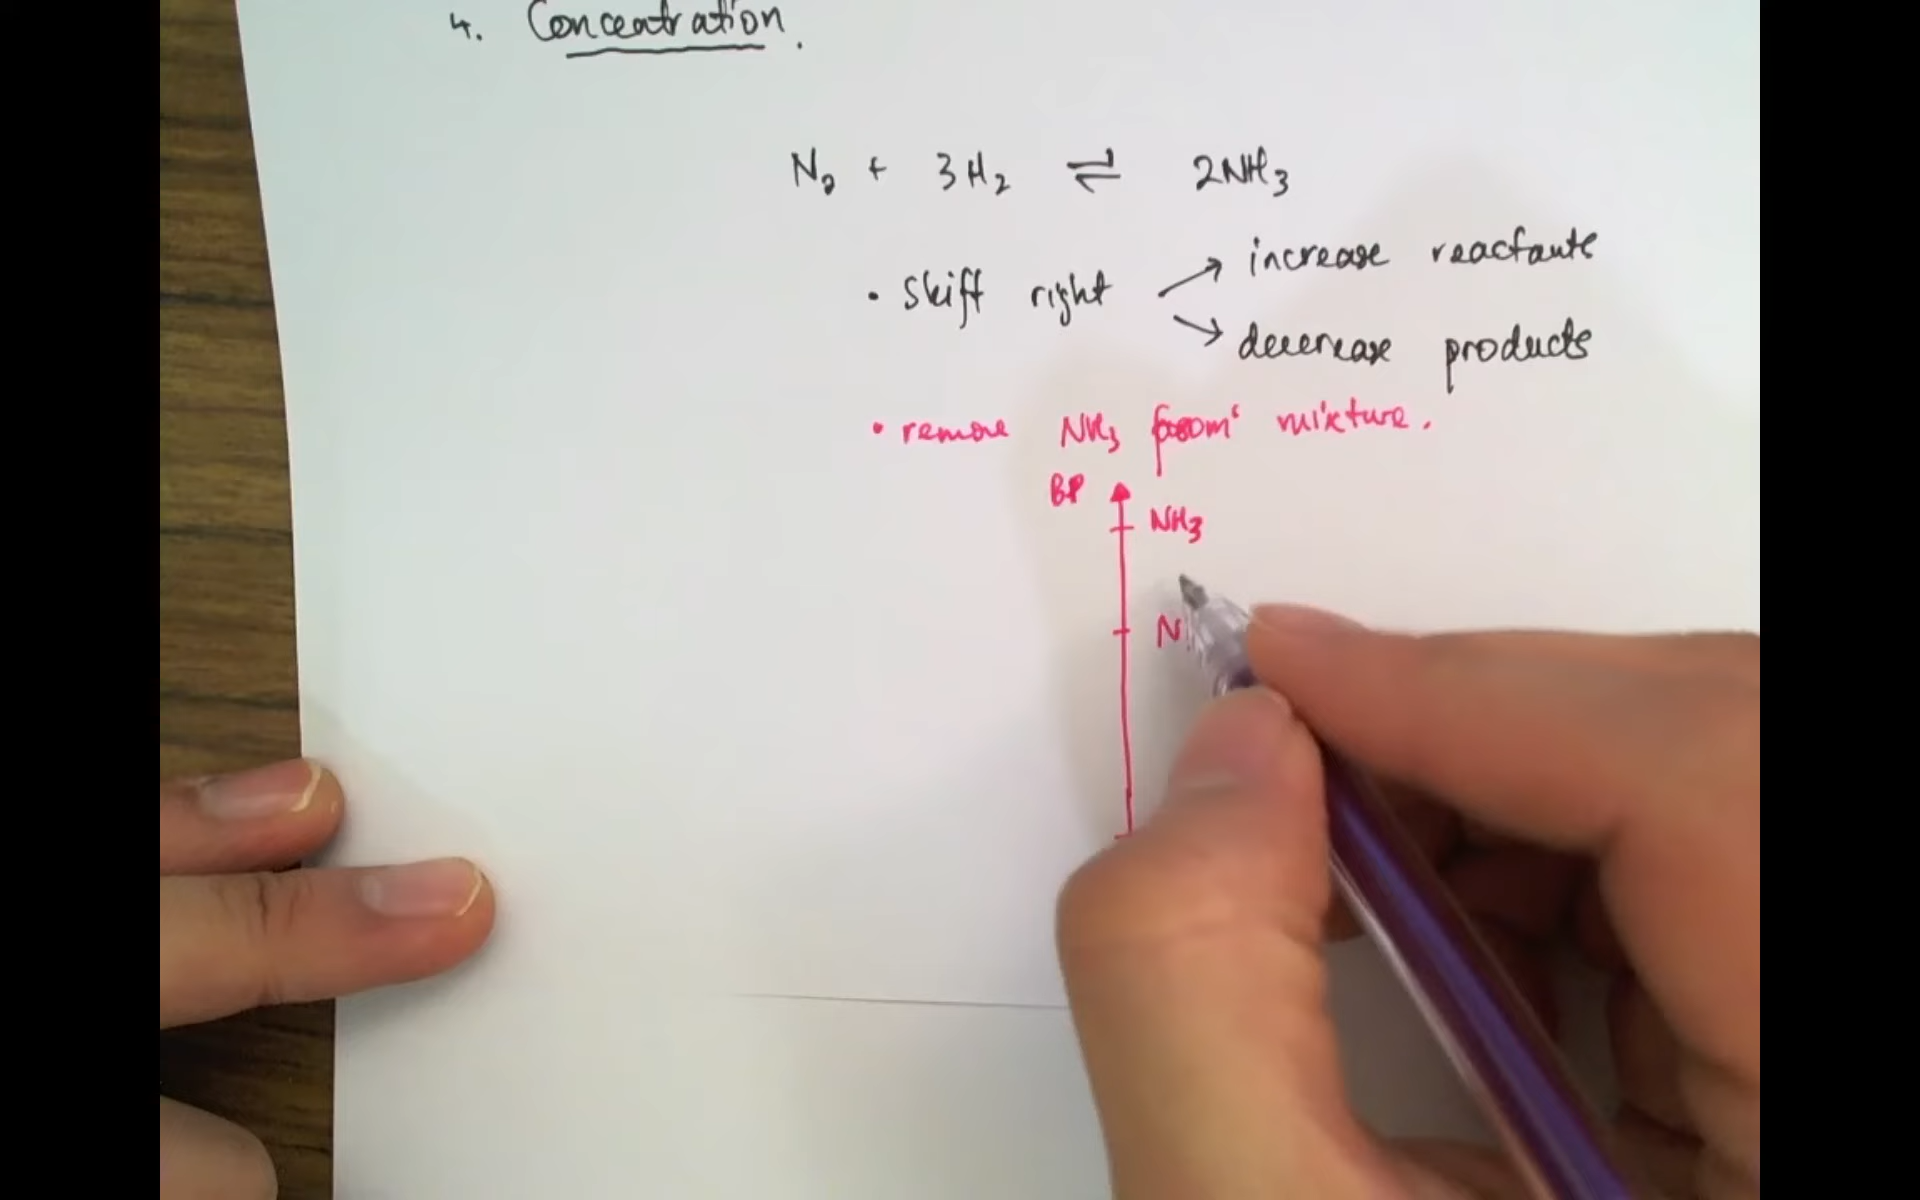 4. Concentration.
N₂ + 3H₂ ⇌ 2NH₃
increase reactants
• Shift right
decrease products
• remove NH₃ from mixture.
BP
NH₃
N